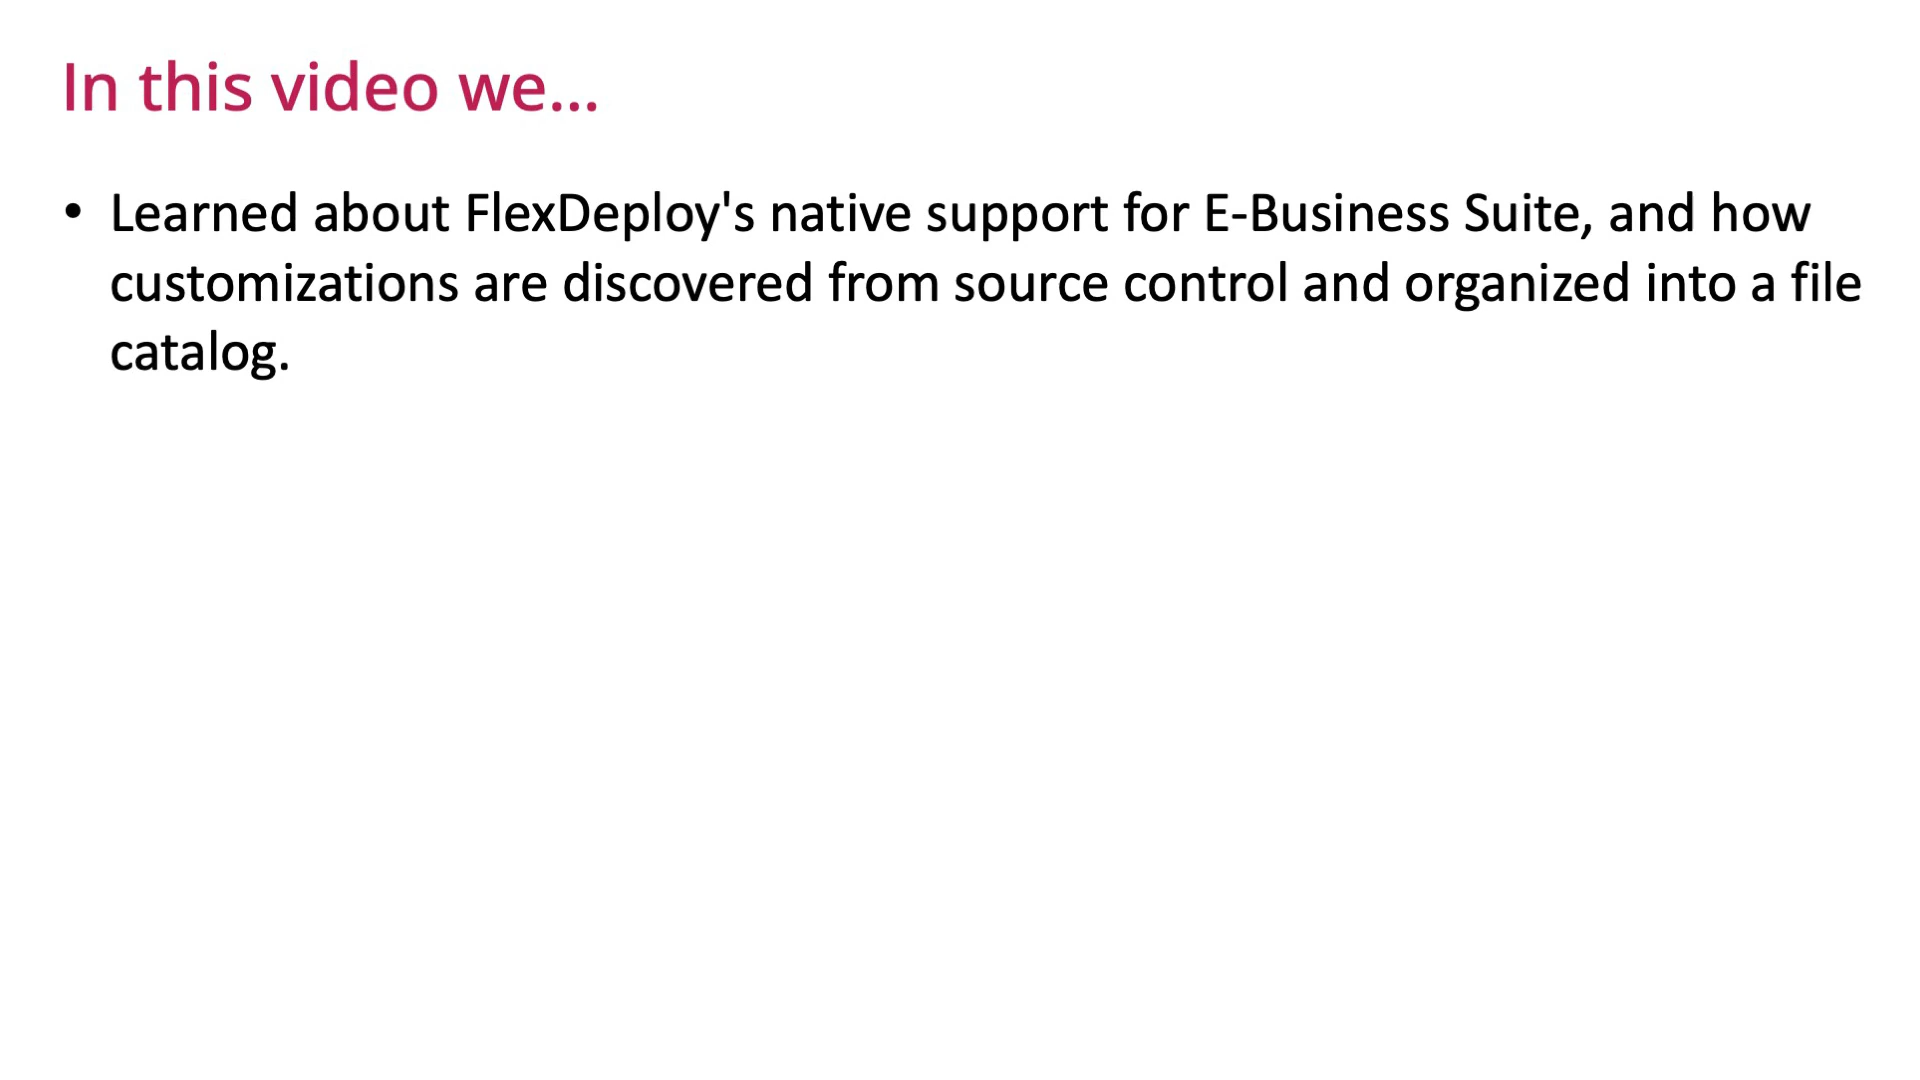 In this video we...
• Learned about FlexDeploy's native support for E-Business Suite, and how
customizations are discovered from source control and organized into a file
catalog.